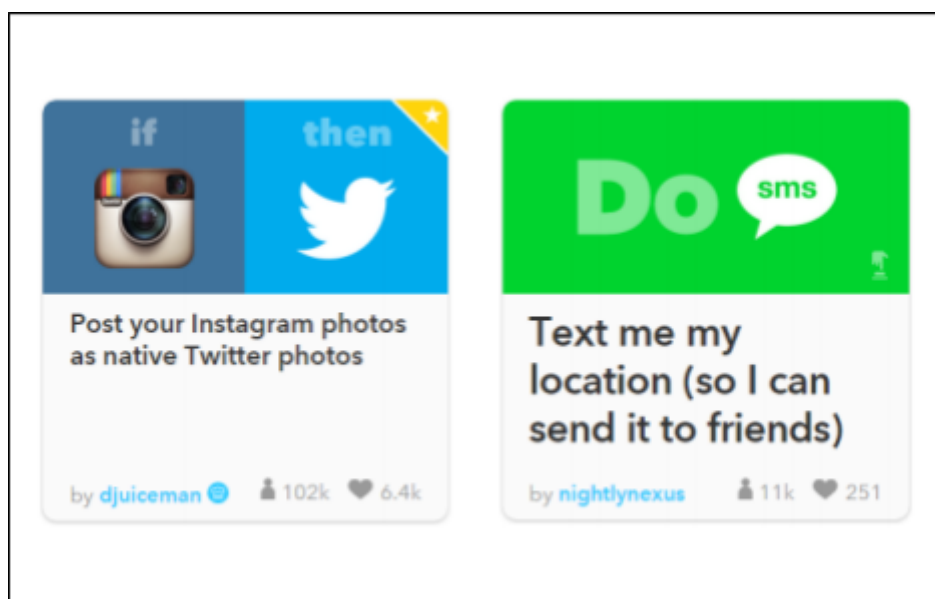 if then
Post your Instagram photos
as native Twitter photos
by djuiceman 102k 6.4k
Do sms
Text me my
location (so I can
send it to friends)
by nightlynexus 11k 251